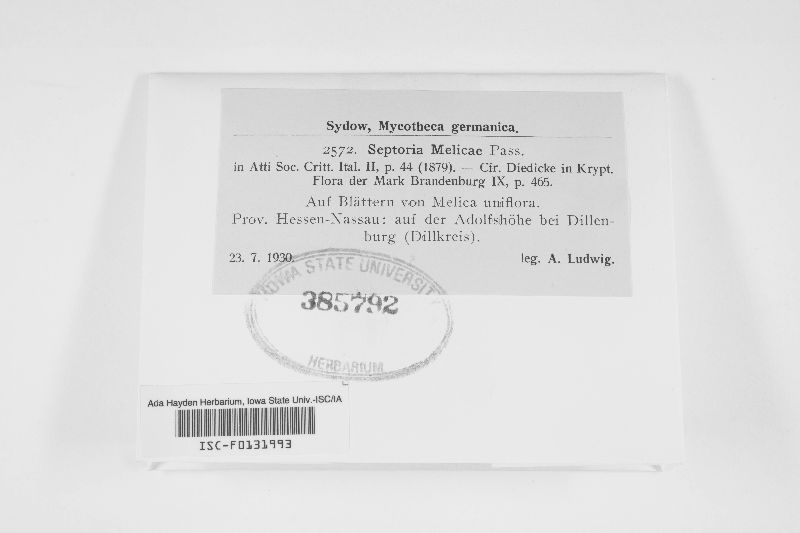 Sydow, Mycotheca germanica.
2572. Septoria Melicae Pass.
in Atti Soc. Critt. Ital. II, p. 44 (1879). — Cir. Diedicke in Krypt.
Flora der Mark Brandenburg IX, p. 465.
Auf Blättern von Melica uniflora.
Prov. Hessen-Nassau: auf der Adolfshöhe bei Dillen-
burg (Dillkreis).
23. 7. 1930. leg. A. Ludwig.
IOWA STATE UNIVERSITY
385792
HERBARIUM
Ada Hayden Herbarium, Iowa State Univ.-ISC/IA
ISC-F0131993